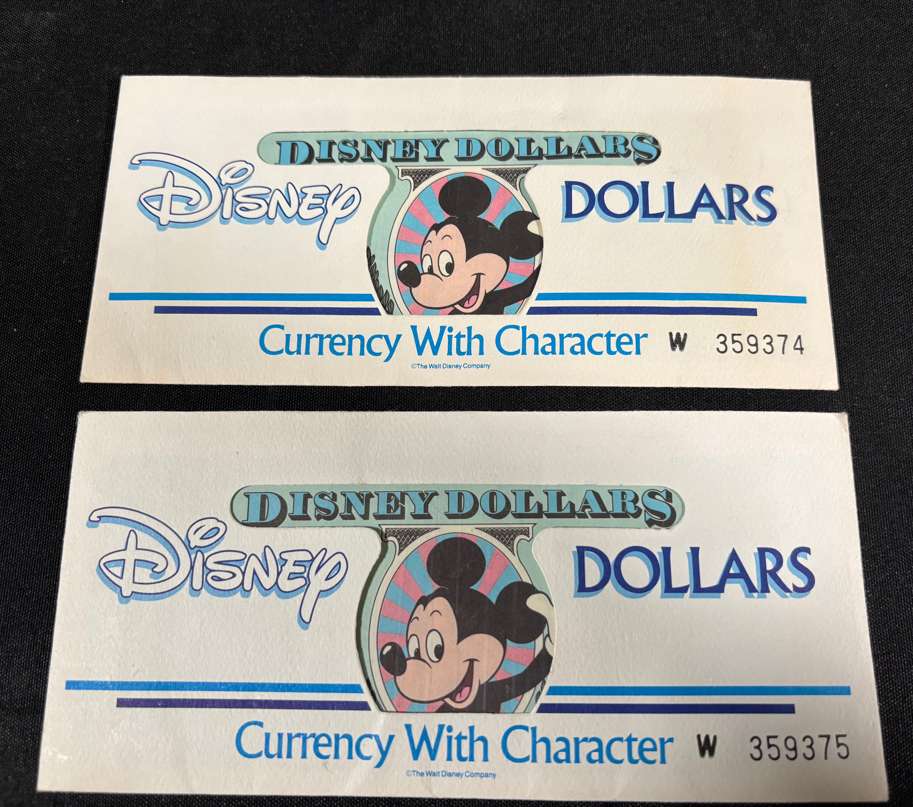 DISNEY DOLLARS
Disney DOLLARS
Currency With Character W 359374
©The Walt Disney Company
DISNEY DOLLARS
Disney DOLLARS
Currency With Character W 359375
©The Walt Disney Company